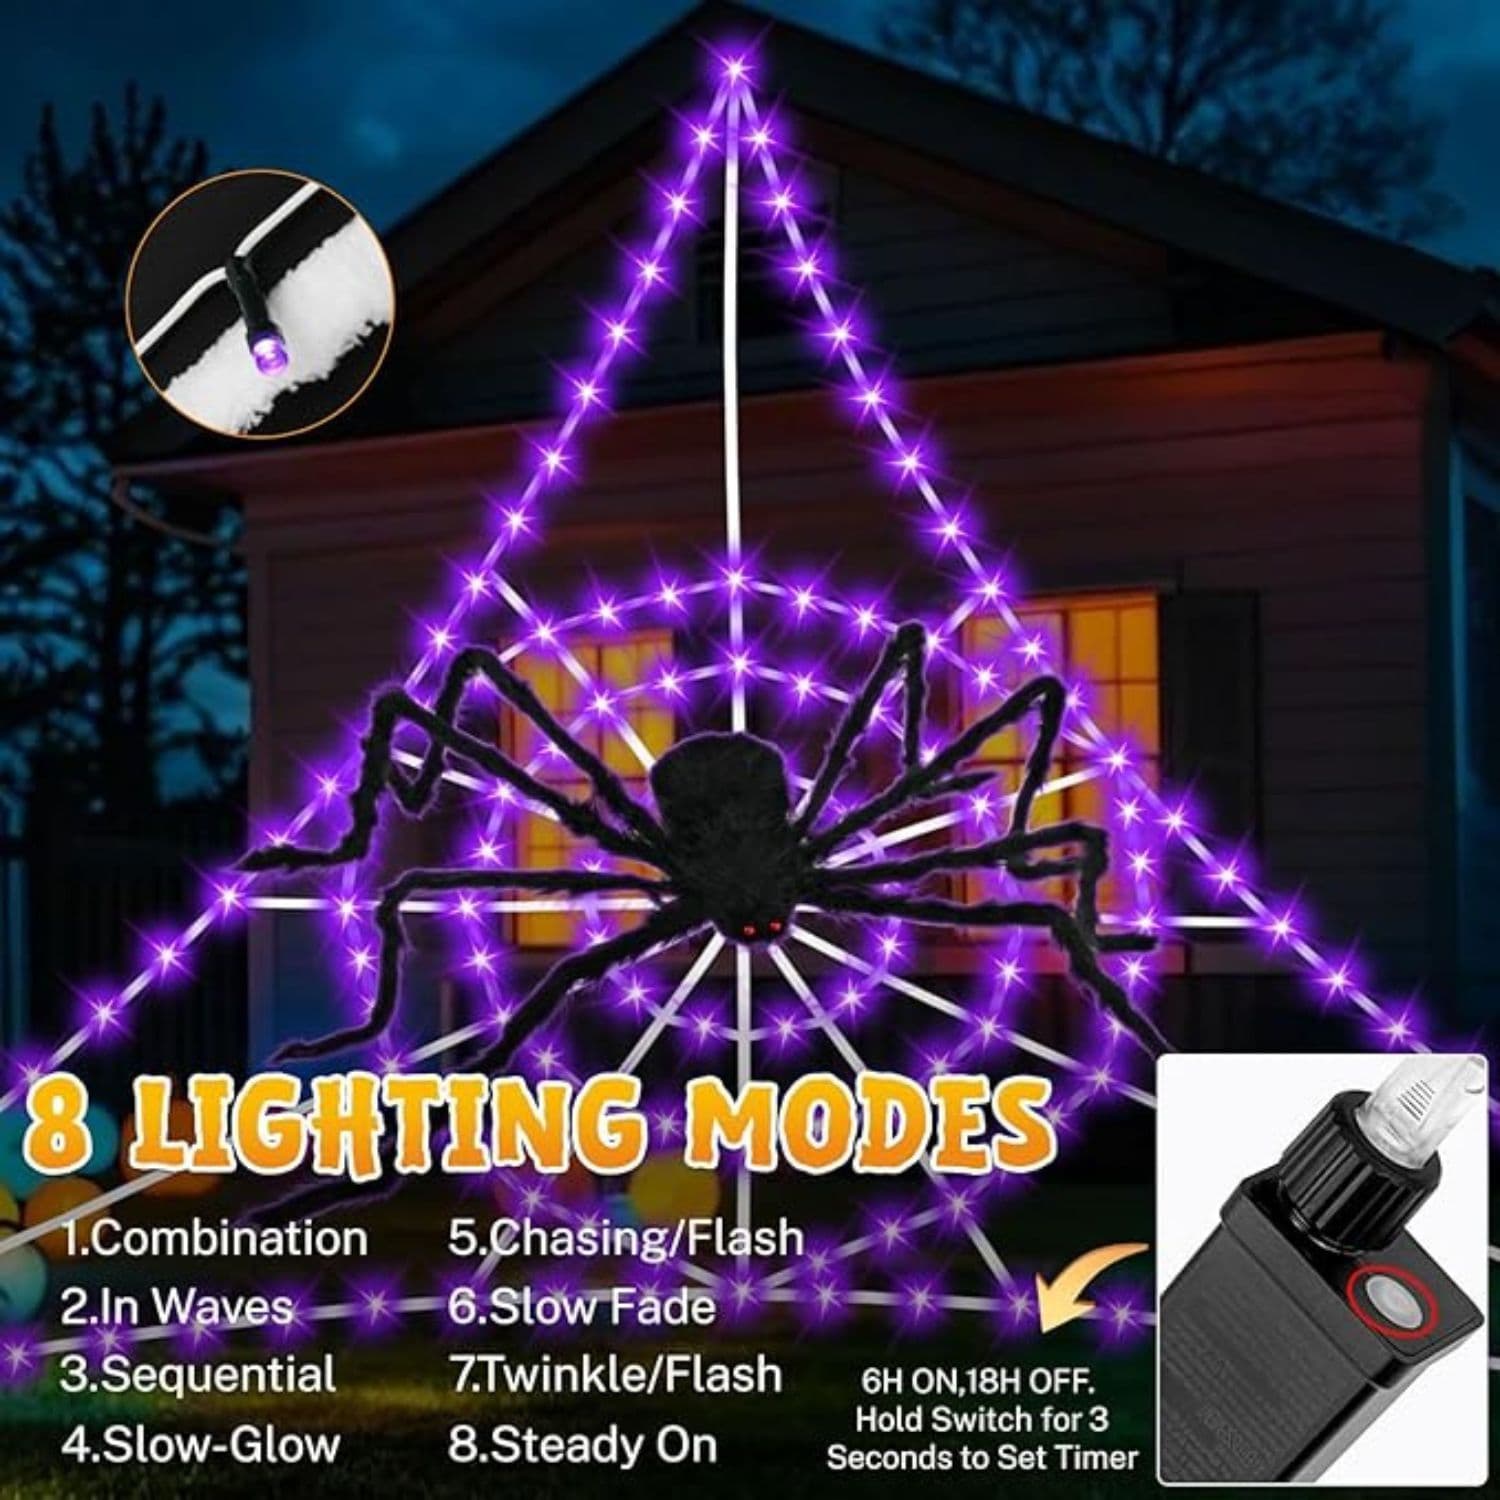 8 LIGHTING MODES
1.Combination
2.In Waves
3.Sequential
4.Slow-Glow
5.Chasing/Flash
6.Slow Fade
7.Twinkle/Flash
8.Steady On
6H ON,18H OFF.
Hold Switch for 3
Seconds to Set Timer